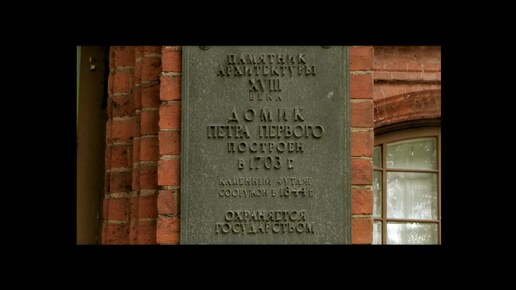 ПАМЯТНИК
АРХИТЕКТУРЫ
XVIII
ВЕКА
ДОМИК
ПЕТРА ПЕРВОГО
ПОСТРОЕН
В 1703 Г.
КАМЕННЫЙ ФУТЛЯР
СООРУЖЕН В 1844 Г.
ОХРАНЯЕТСЯ
ГОСУДАРСТВОМ